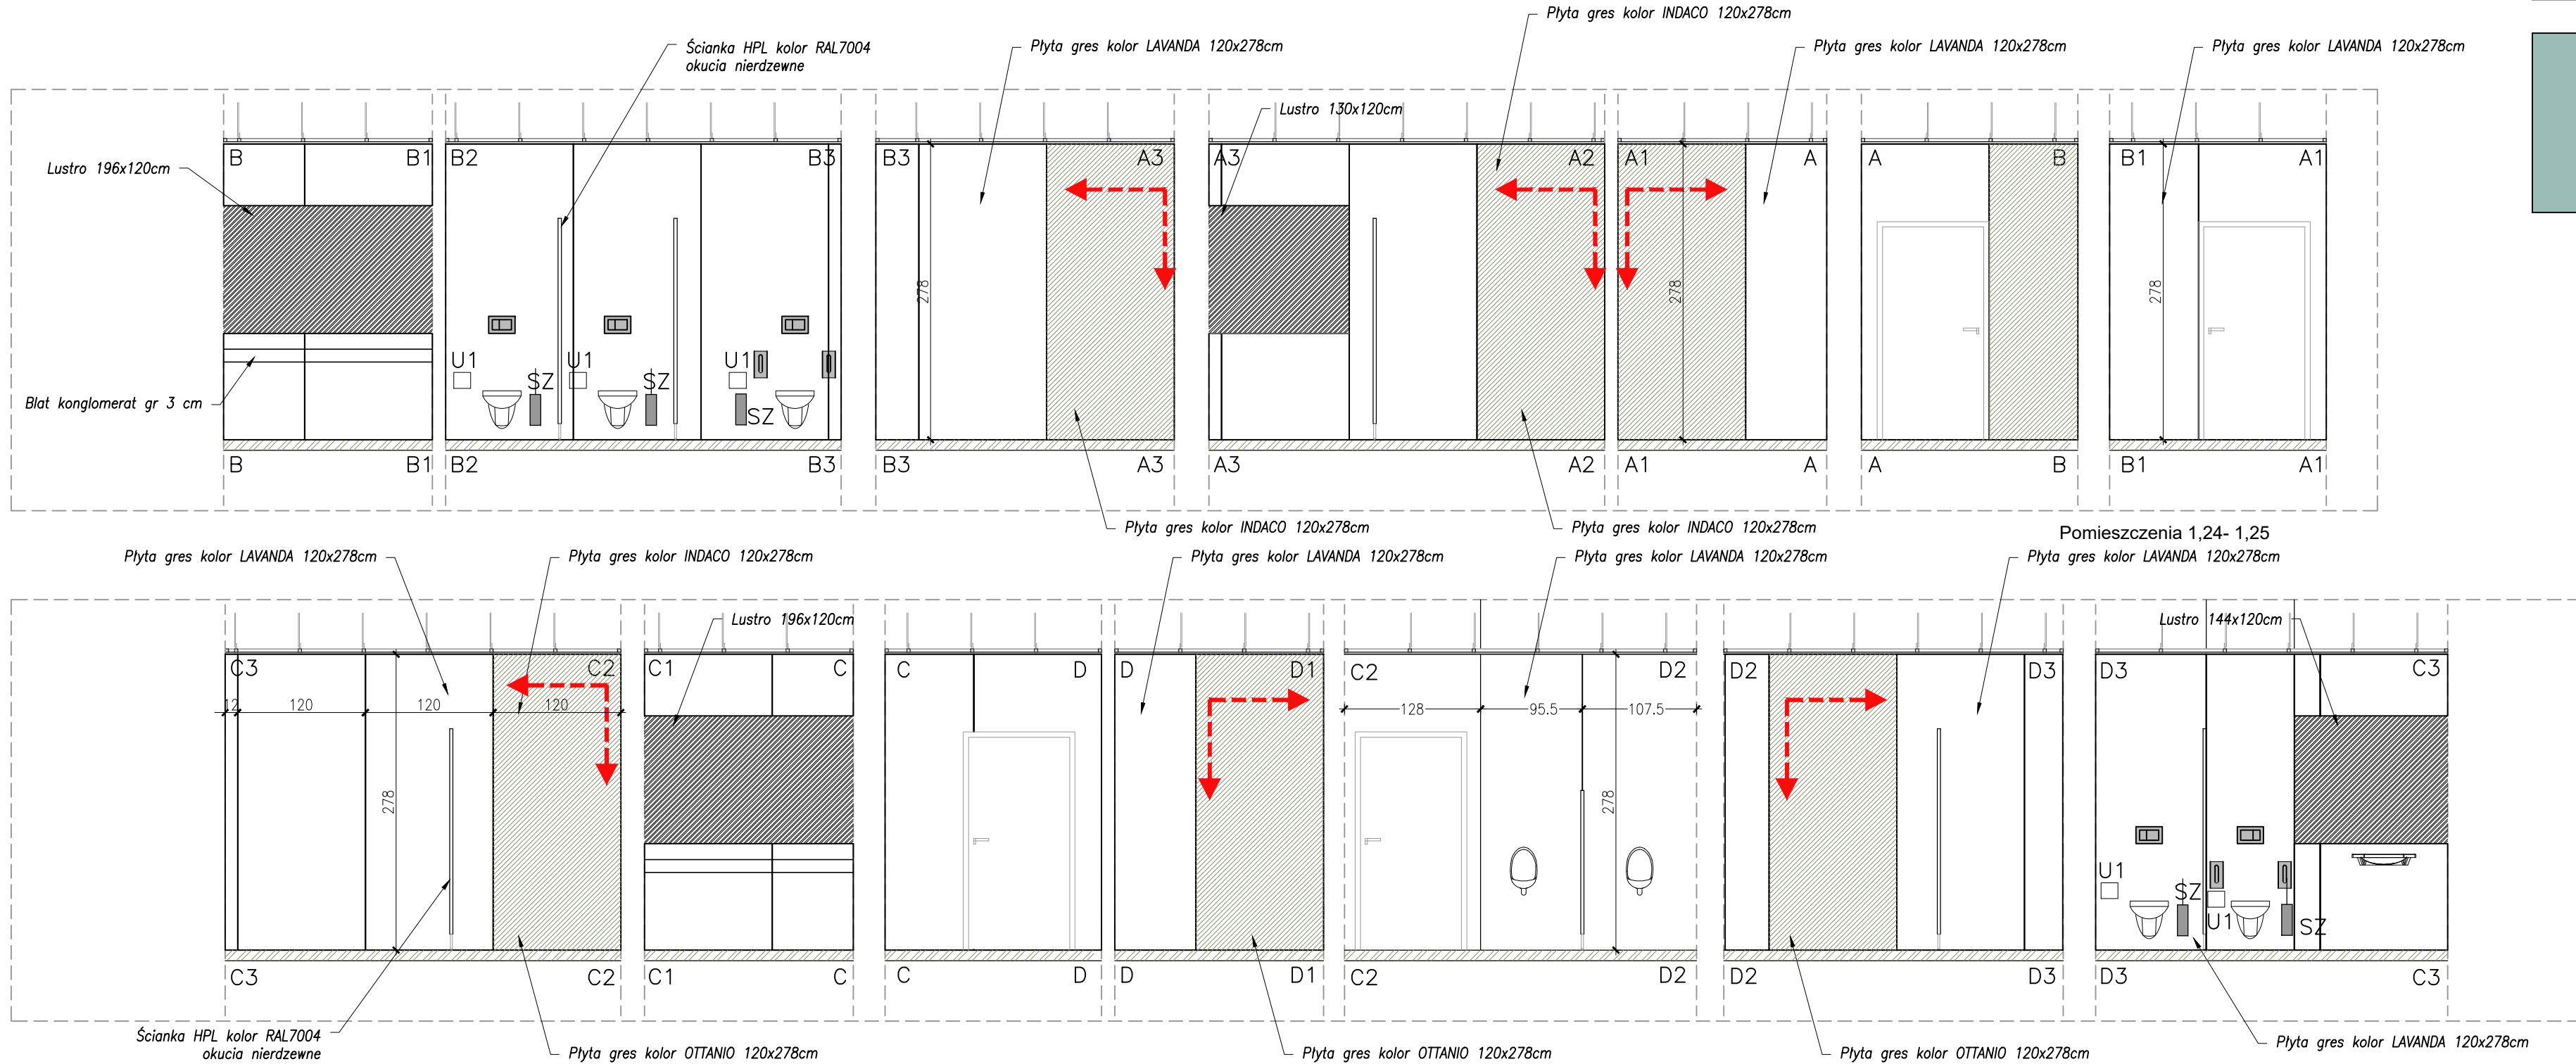 Płyta gres kolor INDACO 120x278cm
Ścianka HPL kolor RAL7004
okucia nierdzewne
Płyta gres kolor LAVANDA 120x278cm
Płyta gres kolor LAVANDA 120x278cm
Płyta gres kolor LAVANDA 120x278cm
Lustro 130x120cm
Lustro 196x120cm
B B1 B2 B3 B3 A3 A3 A2 A1 A A B B1 A1
278 278 278
U1 U1 U1
SZ SZ
SZ
Blat konglomerat gr 3 cm
B B1 B2 B3 B3 A3 A3 A2 A1 A A B B1 A1
Płyta gres kolor INDACO 120x278cm
Płyta gres kolor INDACO 120x278cm
Pomieszczenia 1,24- 1,25
Płyta gres kolor LAVANDA 120x278cm
Płyta gres kolor INDACO 120x278cm
Płyta gres kolor LAVANDA 120x278cm
Płyta gres kolor LAVANDA 120x278cm
Płyta gres kolor LAVANDA 120x278cm
Lustro 196x120cm
Lustro 144x120cm
C3 C2 C1 C C D D D1 C2 D2 D2 D3 D3 C3
12 120 120 120
128 95.5 107.5
278 278
U1 SZ U1 SZ
C3 C2 C1 C C D D D1 C2 D2 D2 D3 D3 C3
Ścianka HPL kolor RAL7004
okucia nierdzewne
Płyta gres kolor OTTANIO 120x278cm
Płyta gres kolor OTTANIO 120x278cm
Płyta gres kolor OTTANIO 120x278cm
Płyta gres kolor LAVANDA 120x278cm